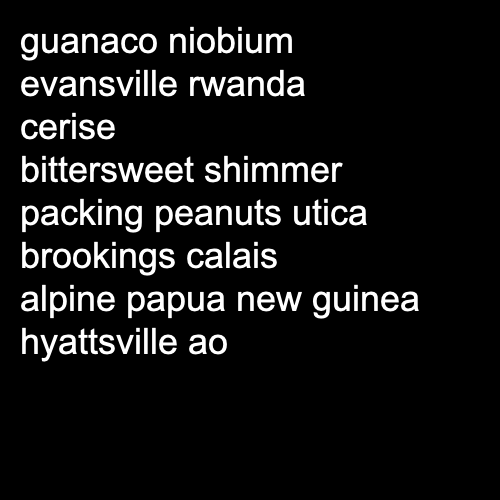 guanaco niobium
evansville rwanda
cerise
bittersweet shimmer
packing peanuts utica
brookings calais
alpine papua new guinea
hyattsville ao